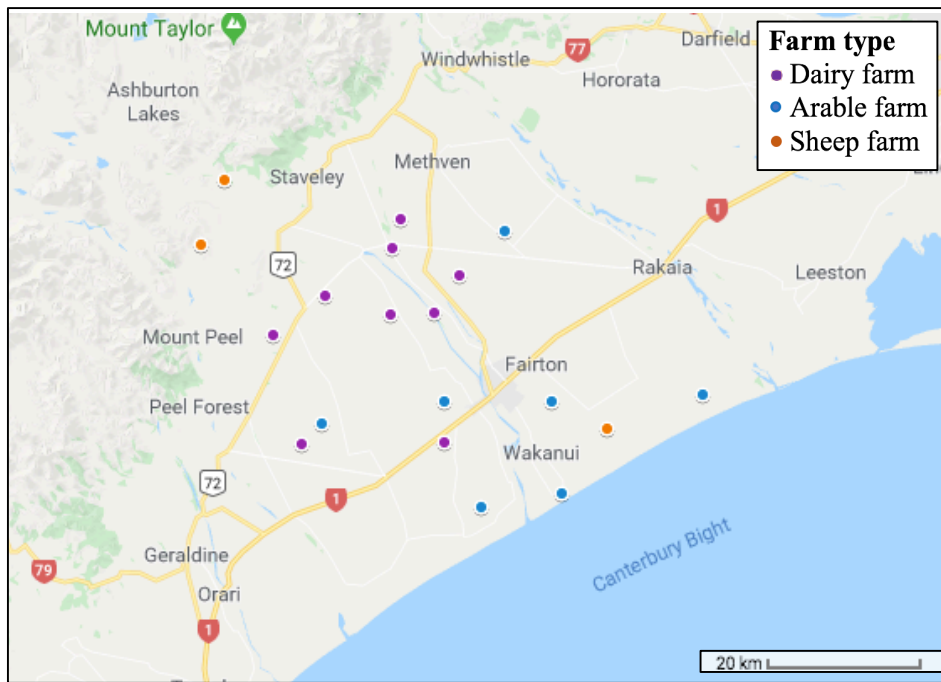 Mount Taylor
Darfield
Farm type
Dairy farm
Arable farm
Sheep farm
77
Windwhistle
Hororata
Ashburton
Lakes
Methven
Staveley
1
72
Rakaia
Leeston
Mount Peel
Fairton
Peel Forest
Wakanui
72
1
Canterbury Bight
Geraldine
79
Orari
1
20 km